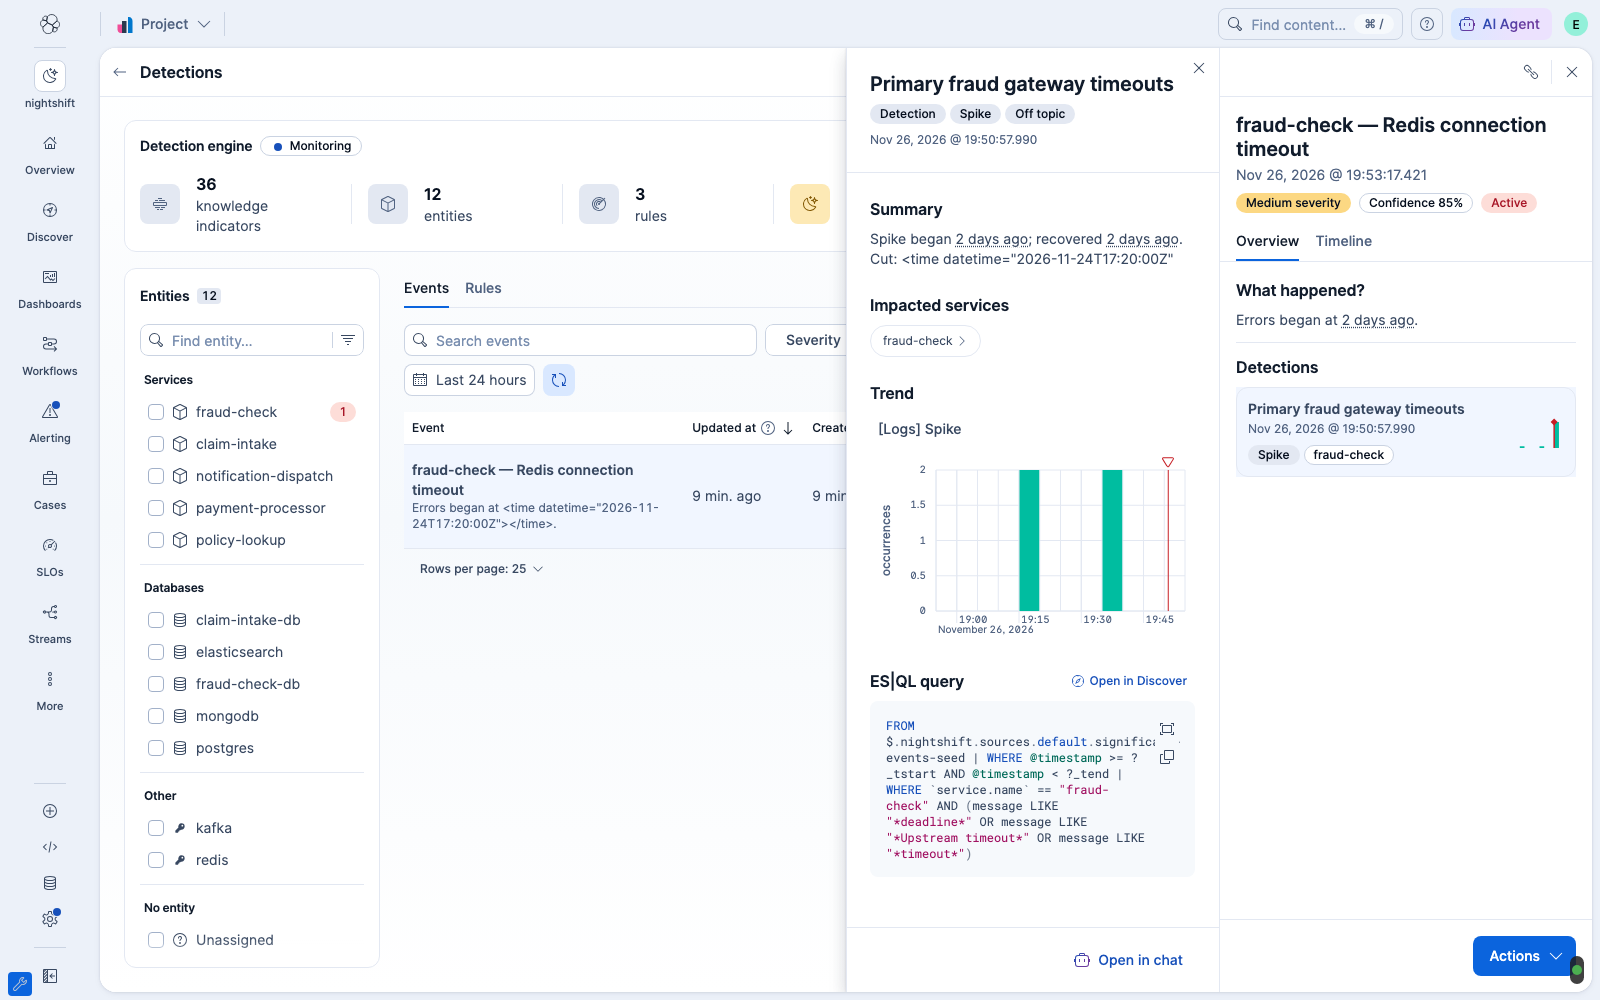 Project
Find content...
⌘ /
AI Agent
E
nightshift
Overview
Discover
Dashboards
Workflows
Alerting
Cases
SLOs
Streams
More
Detections
Detection engine
Monitoring
36
knowledge
indicators
12
entities
3
rules
Entities 12
Find entity...
Services
fraud-check
1
claim-intake
notification-dispatch
payment-processor
policy-lookup
Databases
claim-intake-db
elasticsearch
fraud-check-db
mongodb
postgres
Other
kafka
redis
No entity
Unassigned
Events
Rules
Search events
Severity
Last 24 hours
Event
Updated at
Create
fraud-check — Redis connection
timeout
Errors began at <time datetime="2026-11-
24T17:20:00Z"></time>.
9 min. ago
9 min
Rows per page: 25
Primary fraud gateway timeouts
Detection
Spike
Off topic
Nov 26, 2026 @ 19:50:57.990
Summary
Spike began 2 days ago; recovered 2 days ago.
Cut: <time datetime="2026-11-24T17:20:00Z"
Impacted services
fraud-check
Trend
[Logs] Spike
occurrences
2
1.5
1
0.5
0
19:00
19:15
19:30
19:45
November 26, 2026
ES|QL query
Open in Discover
FROM
$.nightshift.sources.default.significa
events-seed | WHERE @timestamp >= ?
_tstart AND @timestamp < ?_tend |
WHERE `service.name` == "fraud-
check" AND (message LIKE
"*deadline*" OR message LIKE
"*Upstream timeout*" OR message LIKE
"*timeout*")
Open in chat
fraud-check — Redis connection
timeout
Nov 26, 2026 @ 19:53:17.421
Medium severity
Confidence 85%
Active
Overview
Timeline
What happened?
Errors began at 2 days ago.
Detections
Primary fraud gateway timeouts
Nov 26, 2026 @ 19:50:57.990
Spike
fraud-check
Actions